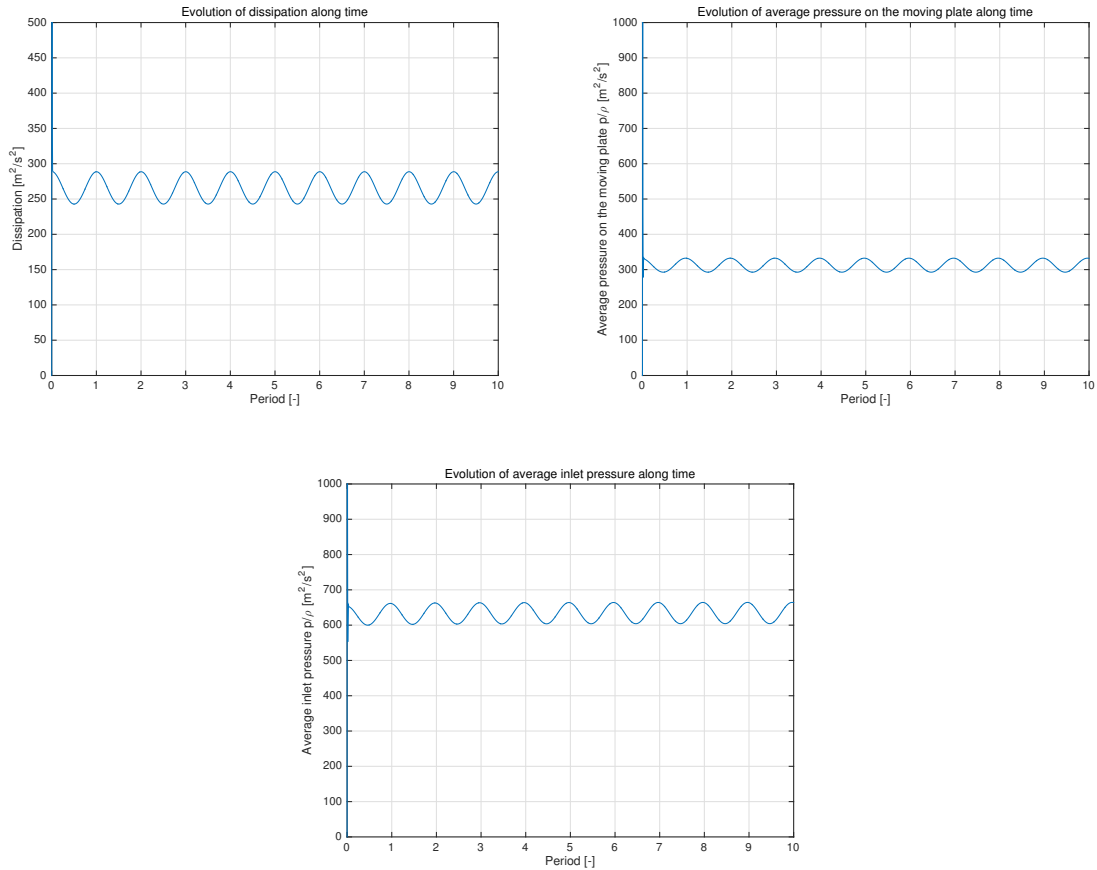 Evolution of dissipation along time
500
450
400
350
300
250
200
150
100
50
0
Dissipation [m²/s²]
0 1 2 3 4 5 6 7 8 9 10
Period [-]
Evolution of average pressure on the moving plate along time
1000
900
800
700
600
500
400
300
200
100
0
Average pressure on the moving plate p/ρ [m²/s²]
0 1 2 3 4 5 6 7 8 9 10
Period [-]
Evolution of average inlet pressure along time
1000
900
800
700
600
500
400
300
200
100
0
Average inlet pressure p/ρ [m²/s²]
0 1 2 3 4 5 6 7 8 9 10
Period [-]